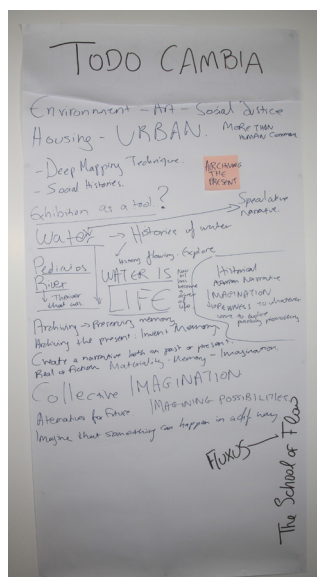 TODO CAMBIA
Environment - Art - Social Justice
Housing - URBAN. MORE THAN
HUMAN Commons
- Deep Mapping Technique.
- Social Histories.
ARCHIVING
THE
PRESENT
Exhibition as a tool?
Speculative
narrative.
Water → Histories of water
History flowing. Explore
Pedieos
River
WATER IS
LIFE
Historical
Narrative
IMAGINATION
Archiving → Preserving memory
Archiving the present. Invent Memory
Create a narrative both on past or present.
Real or fiction Materiality - Memory - Imagination
Collective IMAGINATION
Alternatives for Future. IMAGINING POSSIBILITIES
Imagine that something can happen in a diff way
FLUXUS
The School of Flow